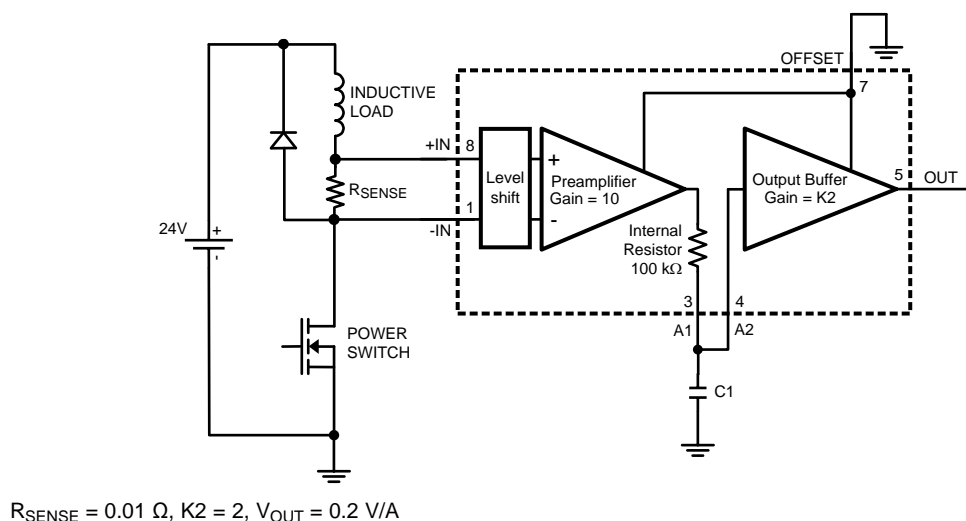 OFFSET
7
INDUCTIVE
LOAD
+IN
8
Level
shift
+
-
Preamplifier
Gain = 10
Output Buffer
Gain = K2
5
OUT
RSENSE
1
-IN
24V
+
-
Internal
Resistor
100 kΩ
3
4
A1
A2
POWER
SWITCH
C1
RSENSE = 0.01 Ω, K2 = 2, VOUT = 0.2 V/A